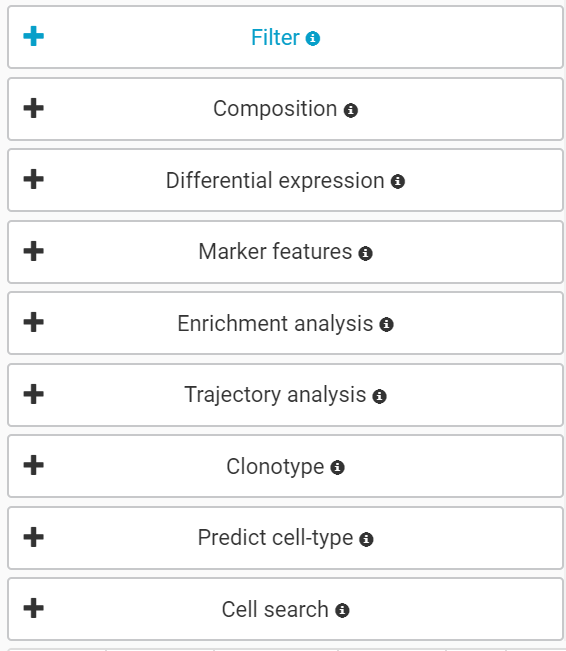 Filter
Composition
Differential expression
Marker features
Enrichment analysis
Trajectory analysis
Clonotype
Predict cell-type
Cell search